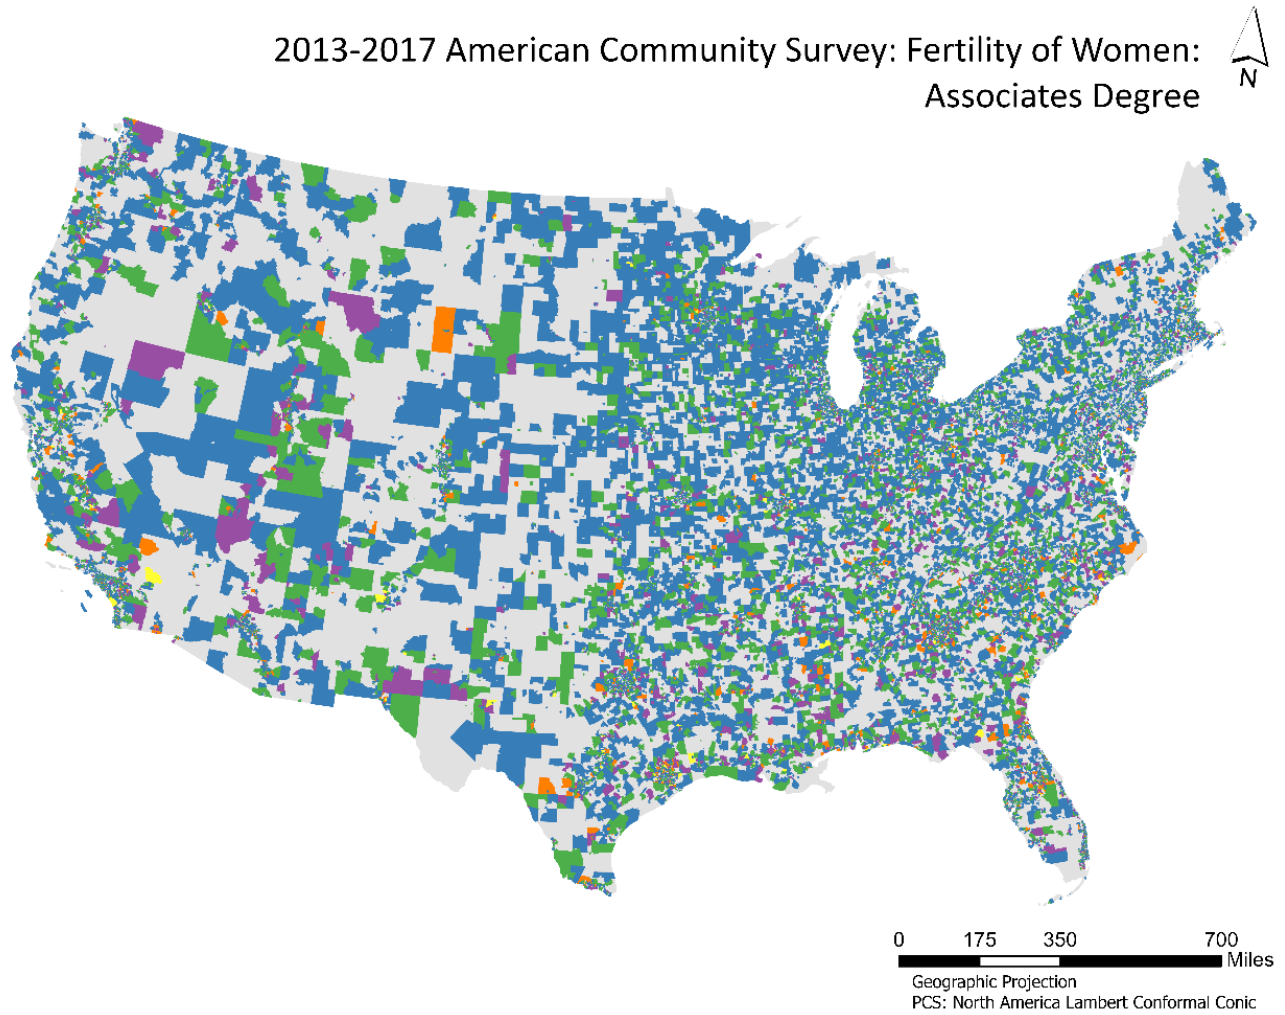 2013-2017 American Community Survey: Fertility of Women:
Associates Degree
N
0 175 350 700
Miles
Geographic Projection
PCS: North America Lambert Conformal Conic